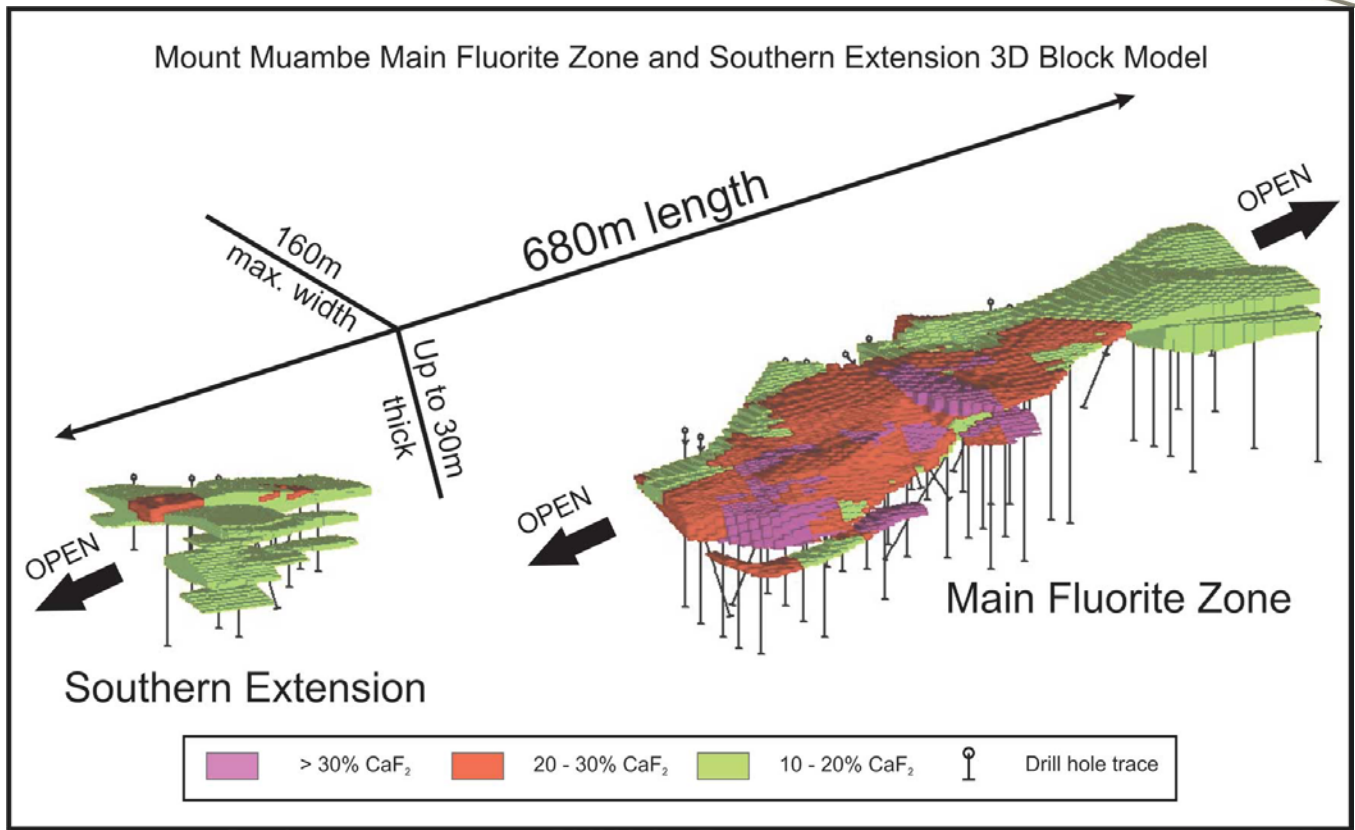 Mount Muambe Main Fluorite Zone and Southern Extension 3D Block Model
680m length
160m
max. width
Up to 30m
thick
OPEN
OPEN
OPEN
Main Fluorite Zone
Southern Extension
> 30% CaF₂
20 - 30% CaF₂
10 - 20% CaF₂
Drill hole trace